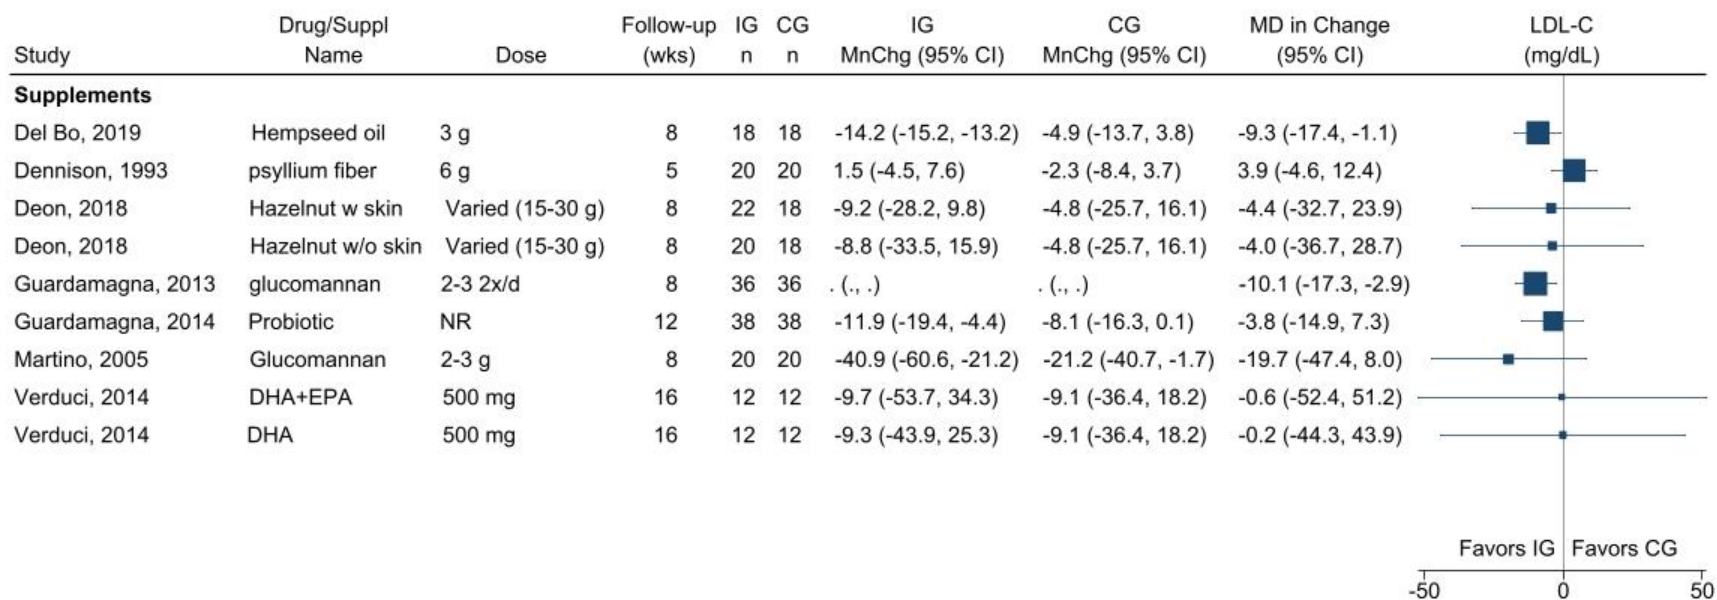 Drug/Suppl Follow-up IG CG IG CG MD in Change LDL-C
Study Name Dose (wks) n n MnChg (95% CI) MnChg (95% CI) (95% CI) (mg/dL)
Supplements
Del Bo, 2019 Hempseed oil 3 g 8 18 18 -14.2 (-15.2, -13.2) -4.9 (-13.7, 3.8) -9.3 (-17.4, -1.1)
Dennison, 1993 psyllium fiber 6 g 5 20 20 1.5 (-4.5, 7.6) -2.3 (-8.4, 3.7) 3.9 (-4.6, 12.4)
Deon, 2018 Hazelnut w skin Varied (15-30 g) 8 22 18 -9.2 (-28.2, 9.8) -4.8 (-25.7, 16.1) -4.4 (-32.7, 23.9)
Deon, 2018 Hazelnut w/o skin Varied (15-30 g) 8 20 18 -8.8 (-33.5, 15.9) -4.8 (-25.7, 16.1) -4.0 (-36.7, 28.7)
Guardamagna, 2013 glucomannan 2-3 2x/d 8 36 36 . (., .) . (., .) -10.1 (-17.3, -2.9)
Guardamagna, 2014 Probiotic NR 12 38 38 -11.9 (-19.4, -4.4) -8.1 (-16.3, 0.1) -3.8 (-14.9, 7.3)
Martino, 2005 Glucomannan 2-3 g 8 20 20 -40.9 (-60.6, -21.2) -21.2 (-40.7, -1.7) -19.7 (-47.4, 8.0)
Verduci, 2014 DHA+EPA 500 mg 16 12 12 -9.7 (-53.7, 34.3) -9.1 (-36.4, 18.2) -0.6 (-52.4, 51.2)
Verduci, 2014 DHA 500 mg 16 12 12 -9.3 (-43.9, 25.3) -9.1 (-36.4, 18.2) -0.2 (-44.3, 43.9)
Favors IG Favors CG
-50 0 50